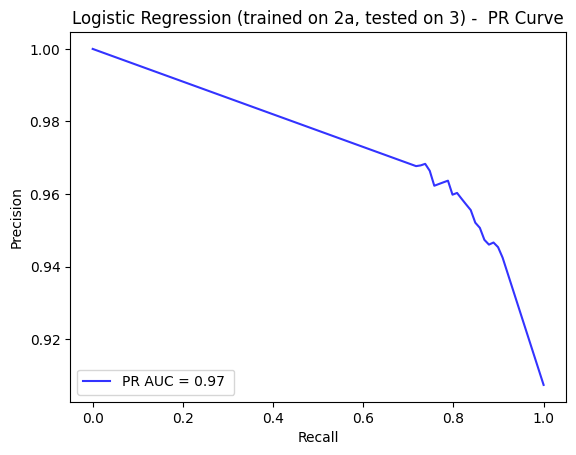 Logistic Regression (trained on 2a, tested on 3) -  PR Curve
1.00
0.98
0.96
0.94
0.92
Precision
PR AUC = 0.97
0.0 0.2 0.4 0.6 0.8 1.0
Recall